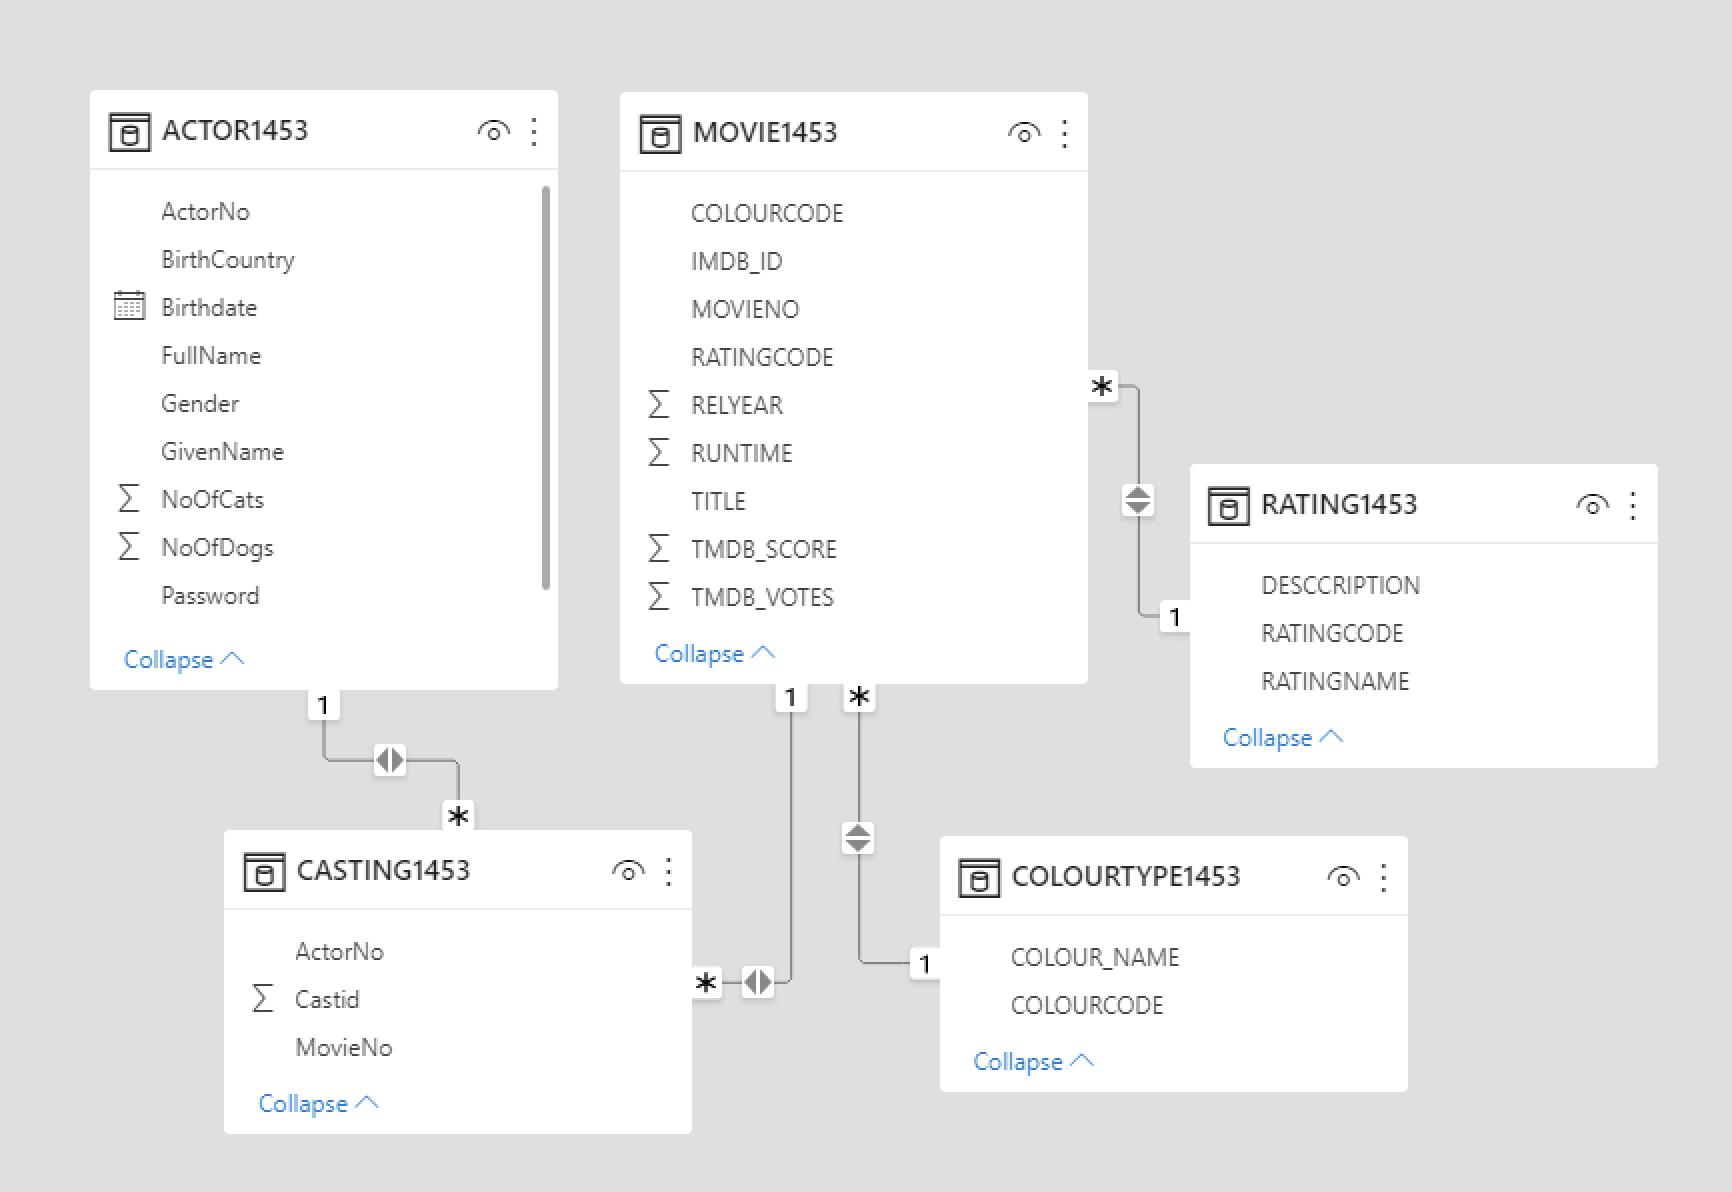 ACTOR1453
ActorNo
BirthCountry
Birthdate
FullName
Gender
GivenName
NoOfCats
NoOfDogs
Password
Collapse
1
*
MOVIE1453
COLOURCODE
IMDB_ID
MOVIENO
RATINGCODE
RELYEAR
RUNTIME
TITLE
TMDB_SCORE
TMDB_VOTES
Collapse
*
1
1
*
RATING1453
DESCCRIPTION
RATINGCODE
RATINGNAME
Collapse
CASTING1453
ActorNo
Castid
MovieNo
Collapse
*
1
COLOURTYPE1453
COLOUR_NAME
COLOURCODE
Collapse